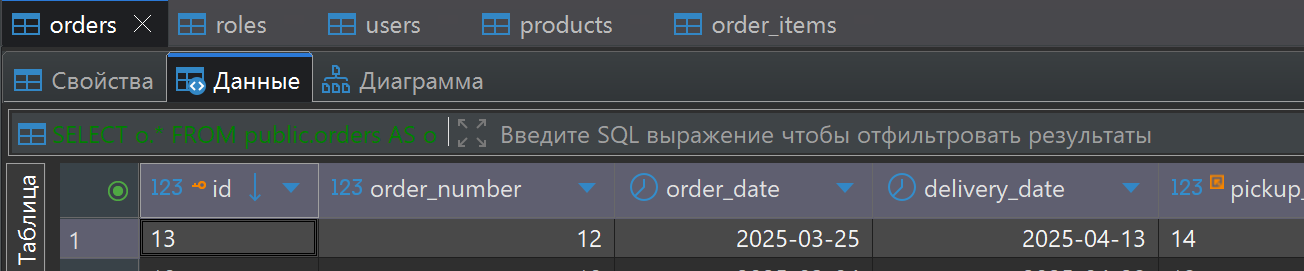 orders roles users products order_items
Свойства Данные Диаграмма
SELECT o.* FROM public.orders AS o Введите SQL выражение чтобы отфильтровать результаты
Таблица
123 id 123 order_number order_date delivery_date 123 pickup_
1 13 12 2025-03-25 2025-04-13 14